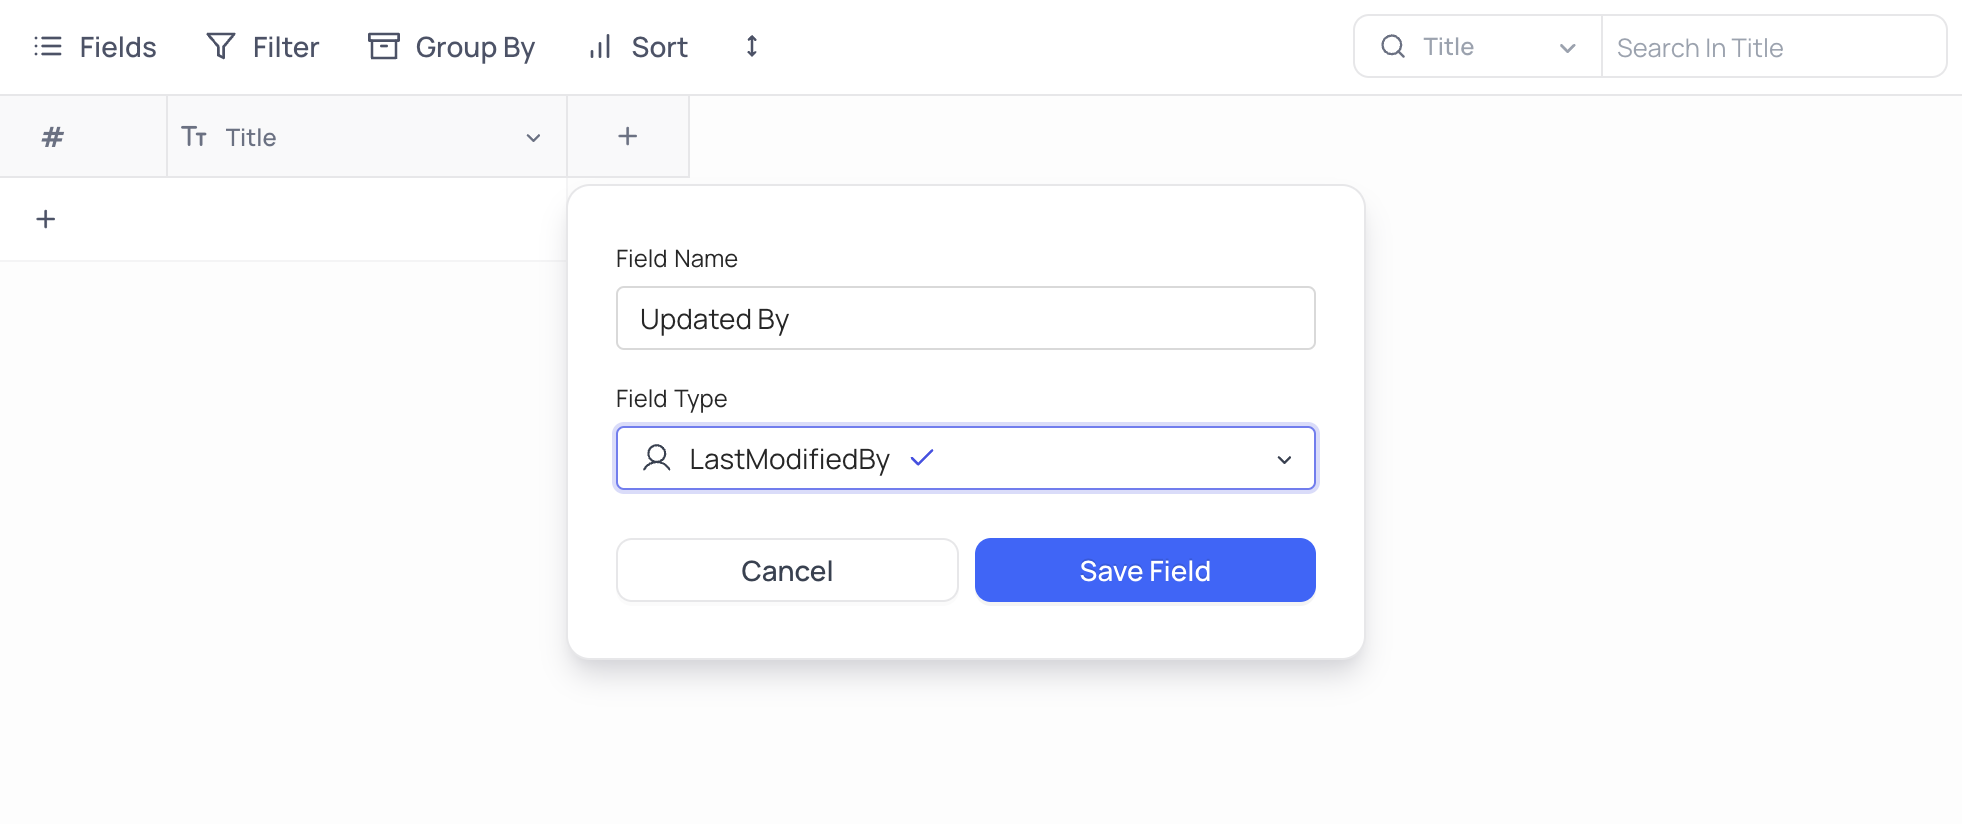 Fields Filter Group By Sort Title Search In Title
# Tт Title +
+
Field Name
Updated By
Field Type
LastModifiedBy
Cancel Save Field